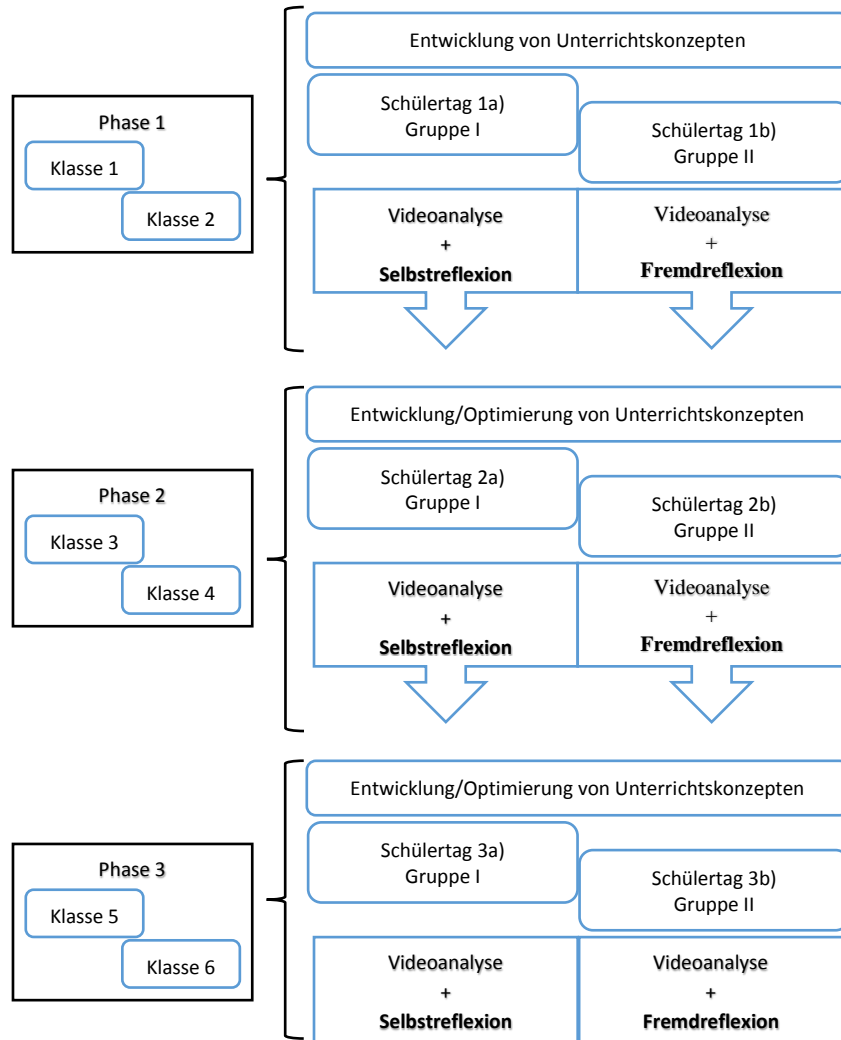 Phase 1
Klasse 1
Klasse 2
Entwicklung von Unterrichtskonzepten
Schülertag 1a)
Gruppe I
Schülertag 1b)
Gruppe II
Videoanalyse
+
Selbstreflexion
Videoanalyse
+
Fremdreflexion
Phase 2
Klasse 3
Klasse 4
Entwicklung/Optimierung von Unterrichtskonzepten
Schülertag 2a)
Gruppe I
Schülertag 2b)
Gruppe II
Videoanalyse
+
Selbstreflexion
Videoanalyse
+
Fremdreflexion
Phase 3
Klasse 5
Klasse 6
Entwicklung/Optimierung von Unterrichtskonzepten
Schülertag 3a)
Gruppe I
Schülertag 3b)
Gruppe II
Videoanalyse
+
Selbstreflexion
Videoanalyse
+
Fremdreflexion